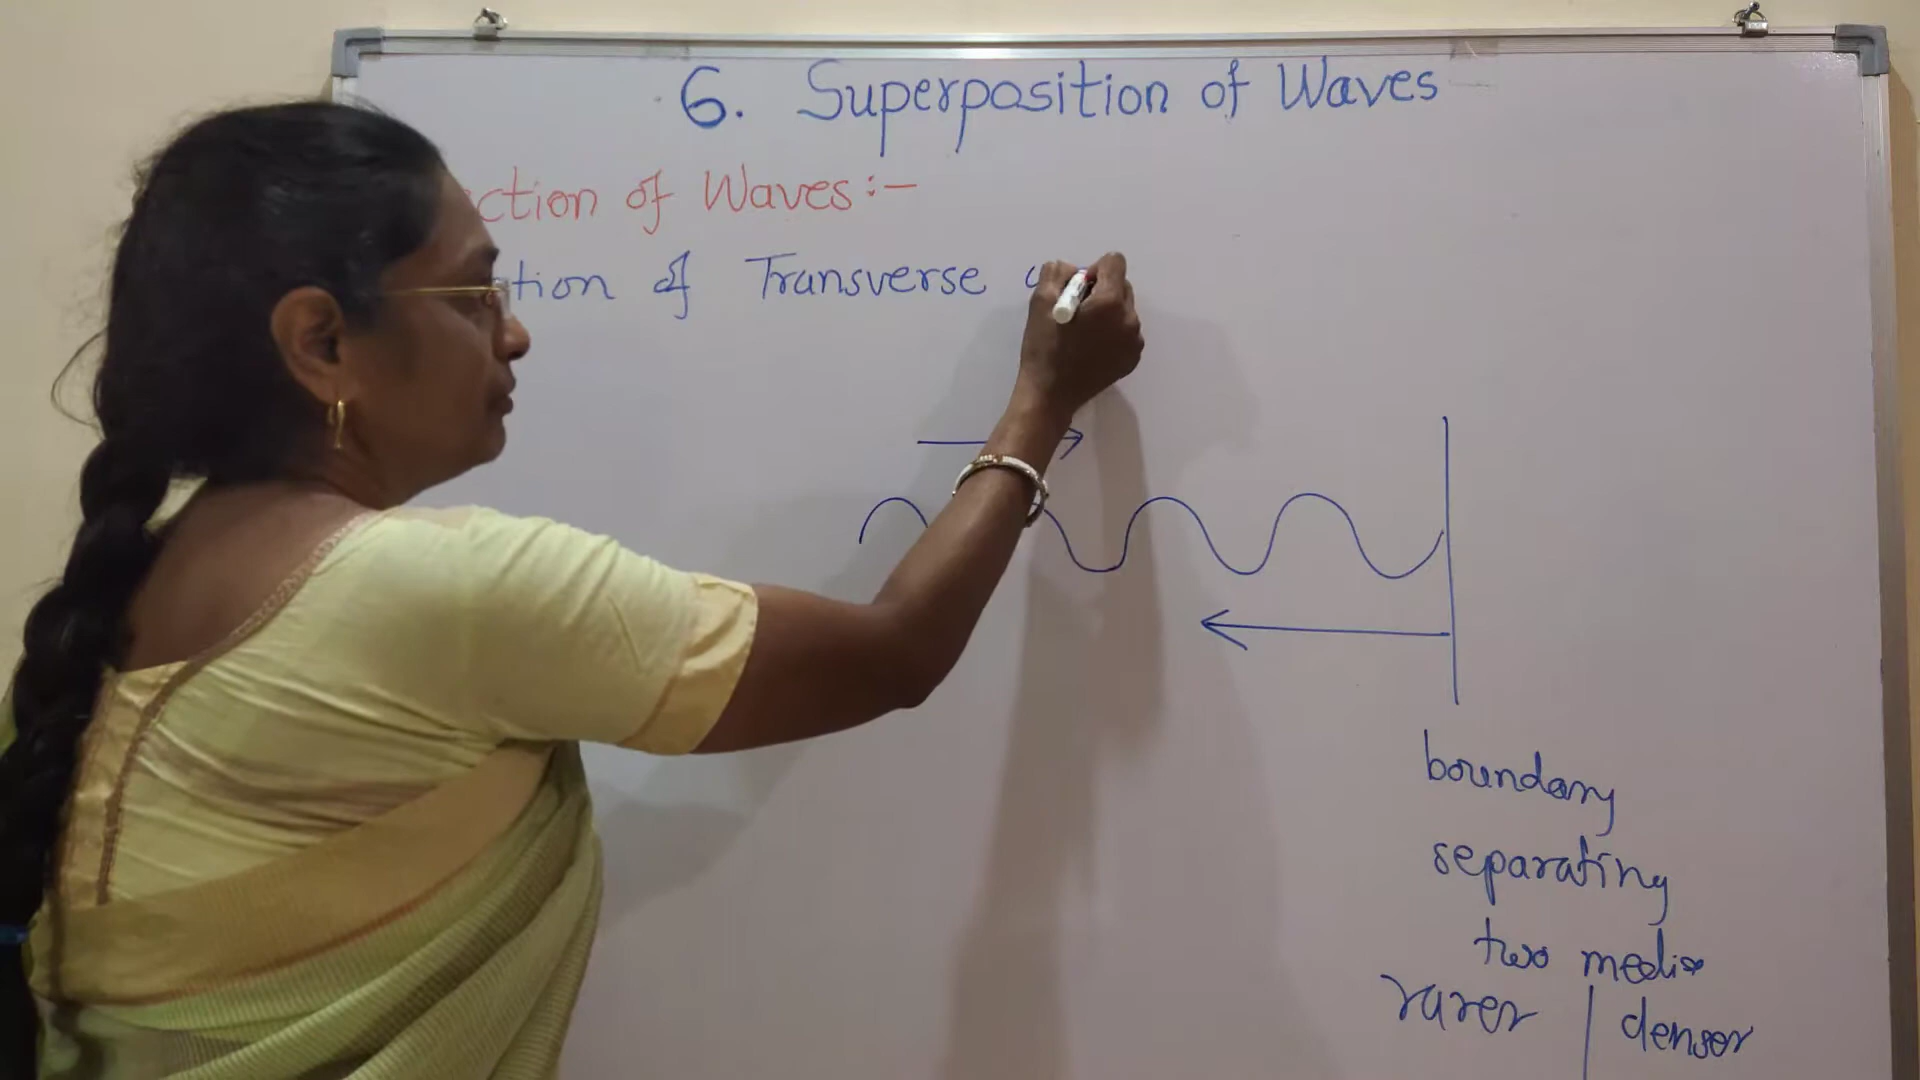 6. Superposition of Waves
ction of Waves:-
tion of Transverse
boundary
separating
two media
rarer | denser